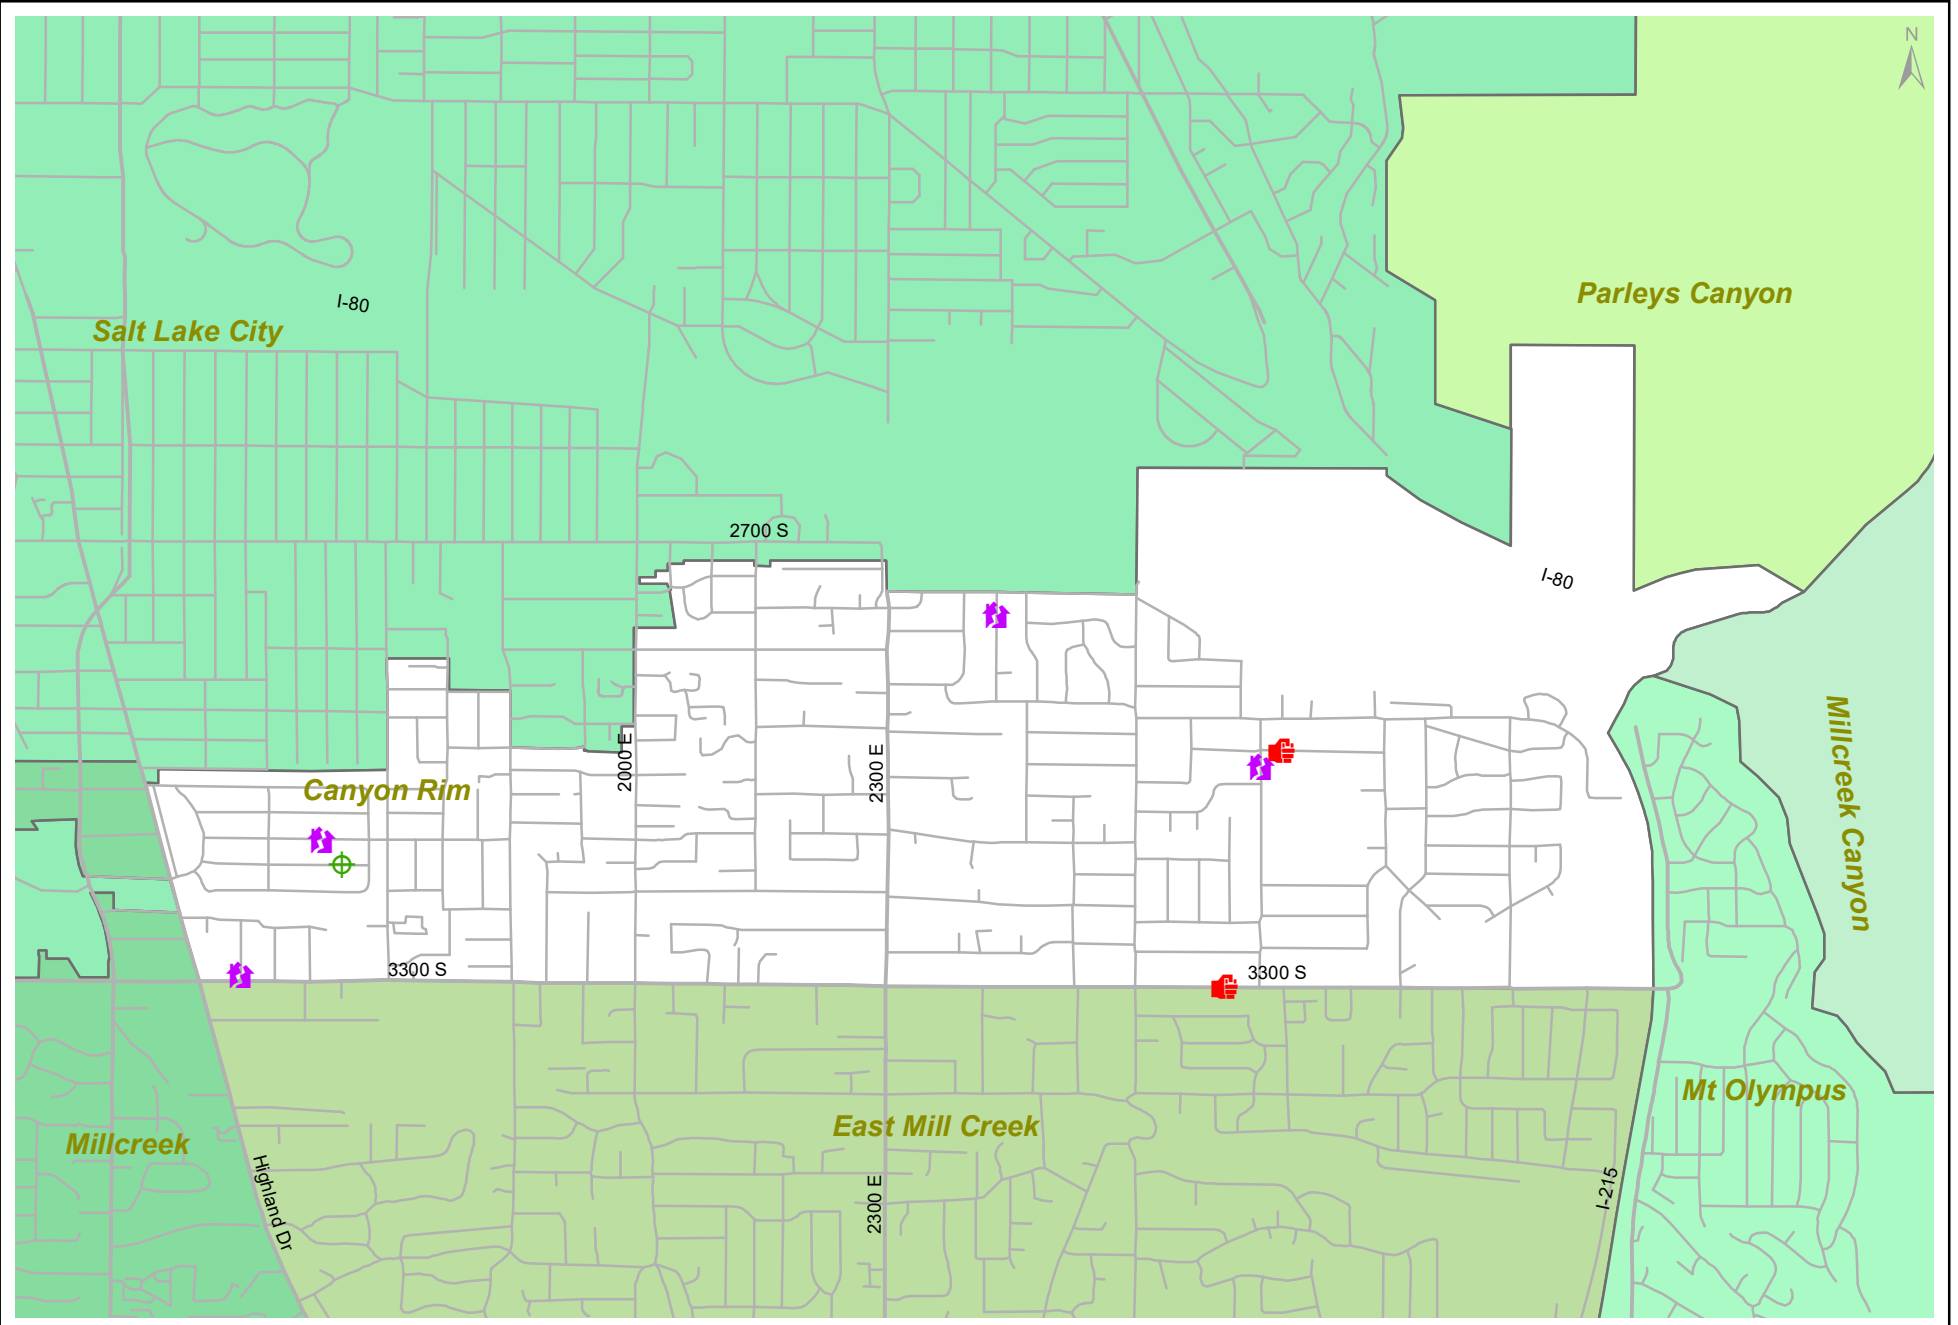 N
Parleys Canyon
I-80
Salt Lake City
2700 S
I-80
Canyon Rim
2000 E
2300 E
Millcreek Canyon
3300 S
3300 S
Mt Olympus
East Mill Creek
Millcreek
Highland Dr
2300 E
I-215